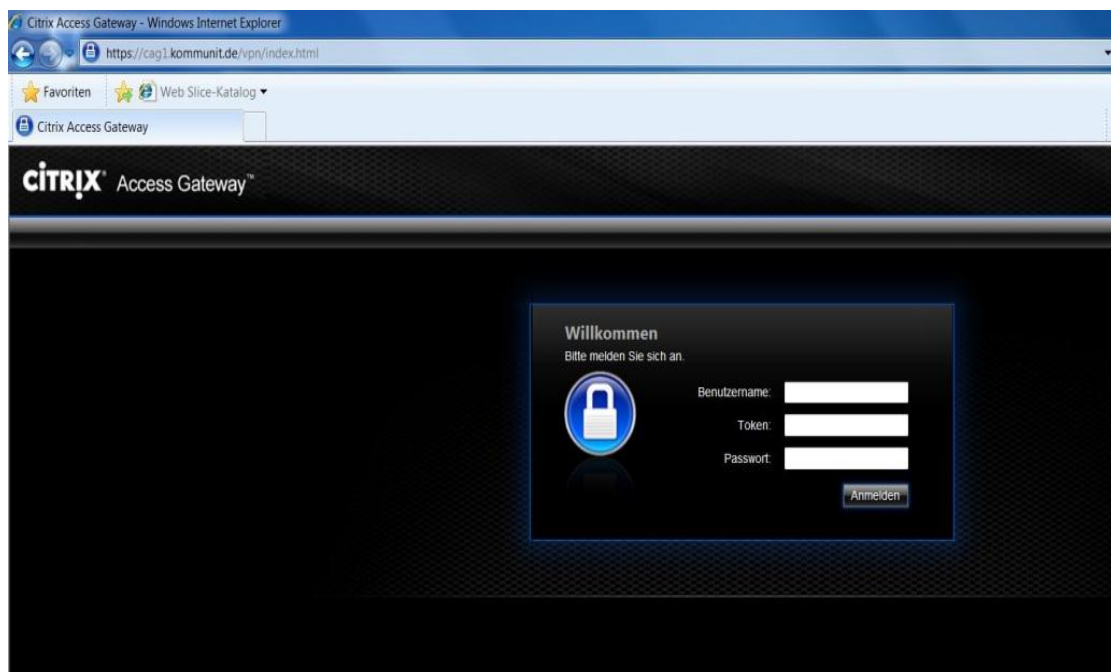 Citrix Access Gateway - Windows Internet Explorer
https://cag1.kommunit.de/vpn/index.html
Favoriten Web Slice-Katalog
Citrix Access Gateway
CITRIX® Access Gateway™
Willkommen
Bitte melden Sie sich an.
Benutzername:
Token:
Passwort:
Anmelden